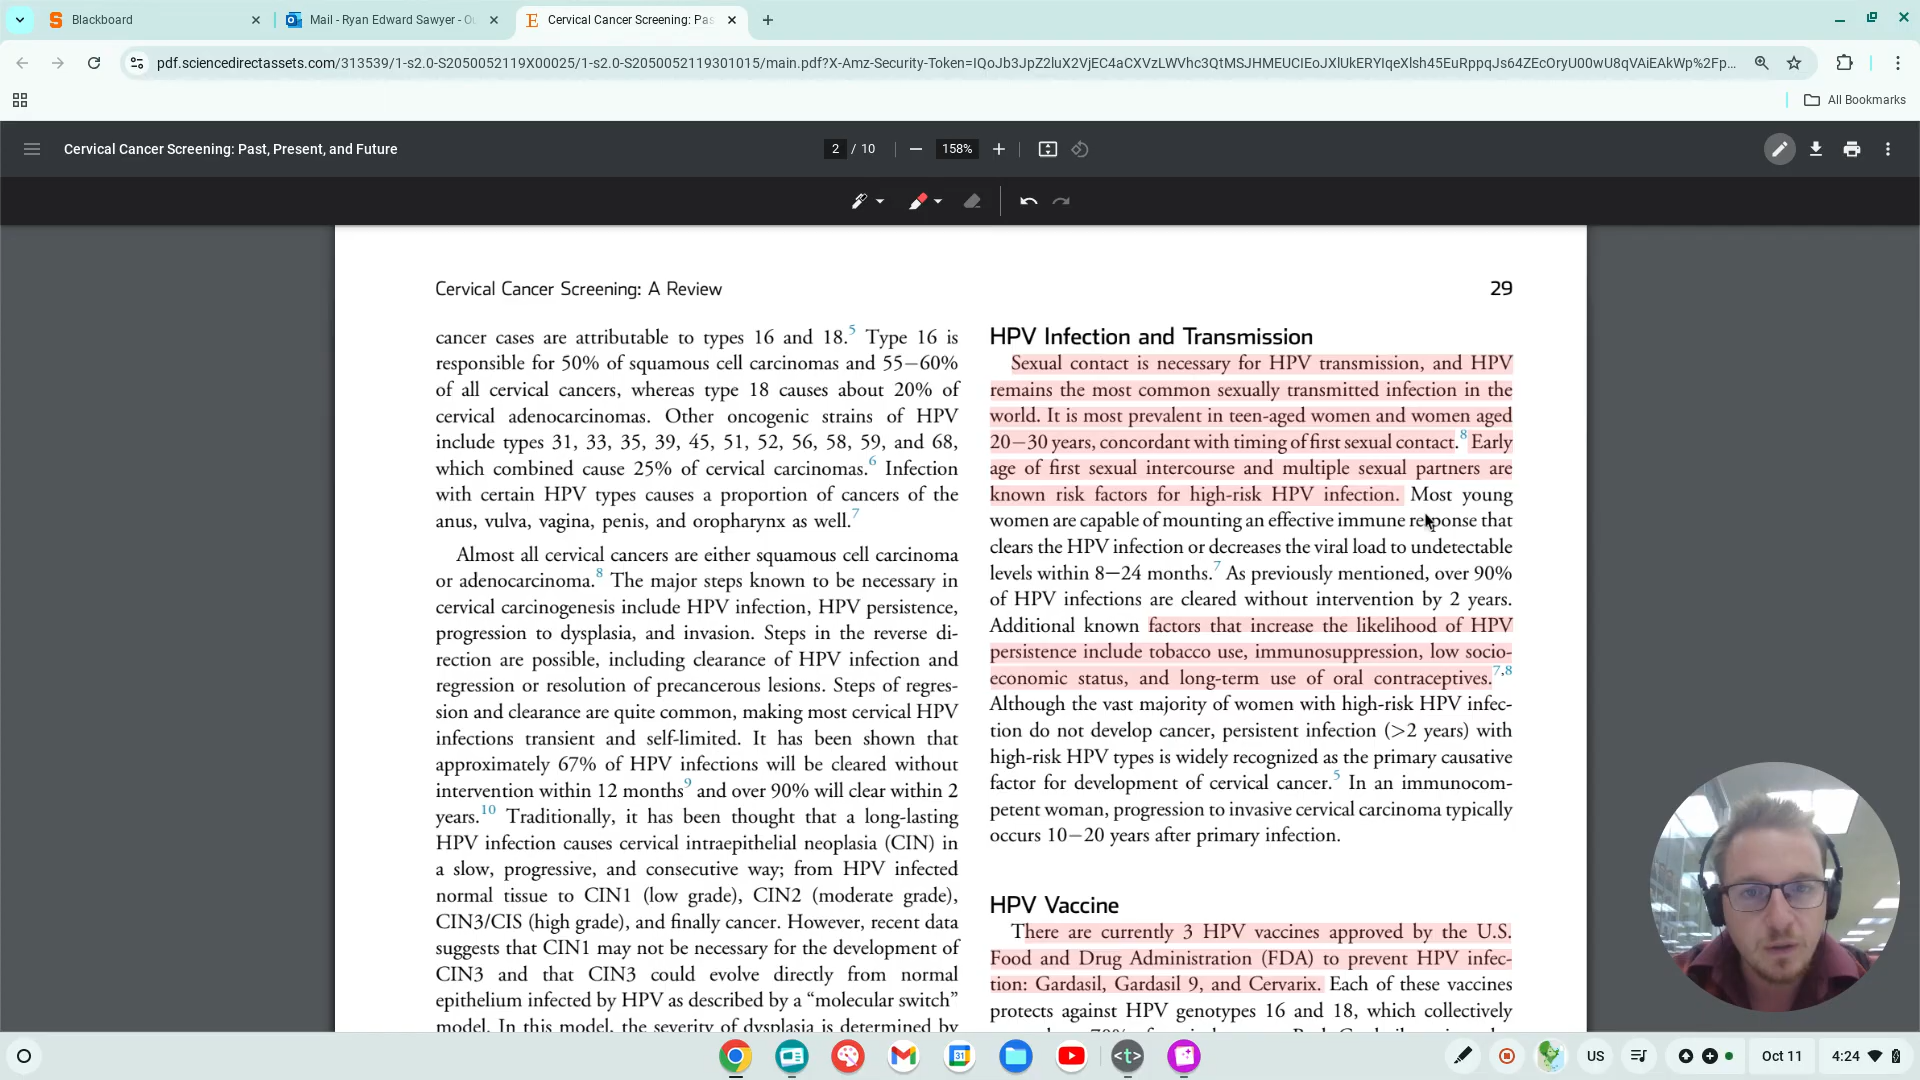 Blackboard
Mail - Ryan Edward Sawyer - Ou
Cervical Cancer Screening: Pas
pdf.sciencedirectassets.com/313539/1-s2.0-S2050052119X00025/1-s2.0-S2050052119301015/main.pdf?X-Amz-Security-Token=IQoJb3JpZ2luX2VjEC4aCXVzLWVhc3QtMSJHMEUCIEoJXlUkERYIqeXlsh45EuRppqJs64ZEcOryU00wU8qVAiEAkWp%2Fp...
All Bookmarks
Cervical Cancer Screening: Past, Present, and Future
2 / 10
158%
Cervical Cancer Screening: A Review
29
cancer cases are attributable to types 16 and 18.5 Type 16 is
responsible for 50% of squamous cell carcinomas and 55–60%
of all cervical cancers, whereas type 18 causes about 20% of
cervical adenocarcinomas. Other oncogenic strains of HPV
include types 31, 33, 35, 39, 45, 51, 52, 56, 58, 59, and 68,
which combined cause 25% of cervical carcinomas.6 Infection
with certain HPV types causes a proportion of cancers of the
anus, vulva, vagina, penis, and oropharynx as well.7
Almost all cervical cancers are either squamous cell carcinoma
or adenocarcinoma.8 The major steps known to be necessary in
cervical carcinogenesis include HPV infection, HPV persistence,
progression to dysplasia, and invasion. Steps in the reverse di-
rection are possible, including clearance of HPV infection and
regression or resolution of precancerous lesions. Steps of regres-
sion and clearance are quite common, making most cervical HPV
infections transient and self-limited. It has been shown that
approximately 67% of HPV infections will be cleared without
intervention within 12 months9 and over 90% will clear within 2
years.10 Traditionally, it has been thought that a long-lasting
HPV infection causes cervical intraepithelial neoplasia (CIN) in
a slow, progressive, and consecutive way; from HPV infected
normal tissue to CIN1 (low grade), CIN2 (moderate grade),
CIN3/CIS (high grade), and finally cancer. However, recent data
suggests that CIN1 may not be necessary for the development of
CIN3 and that CIN3 could evolve directly from normal
epithelium infected by HPV as described by a “molecular switch”
model. In this model, the severity of dysplasia is determined by
HPV Infection and Transmission
Sexual contact is necessary for HPV transmission, and HPV
remains the most common sexually transmitted infection in the
world. It is most prevalent in teen-aged women and women aged
20–30 years, concordant with timing of first sexual contact.8 Early
age of first sexual intercourse and multiple sexual partners are
known risk factors for high-risk HPV infection. Most young
women are capable of mounting an effective immune response that
clears the HPV infection or decreases the viral load to undetectable
levels within 8–24 months.7 As previously mentioned, over 90%
of HPV infections are cleared without intervention by 2 years.
Additional known factors that increase the likelihood of HPV
persistence include tobacco use, immunosuppression, low socio-
economic status, and long-term use of oral contraceptives.7,8
Although the vast majority of women with high-risk HPV infec-
tion do not develop cancer, persistent infection (>2 years) with
high-risk HPV types is widely recognized as the primary causative
factor for development of cervical cancer.5 In an immunocom-
petent woman, progression to invasive cervical carcinoma typically
occurs 10–20 years after primary infection.
HPV Vaccine
There are currently 3 HPV vaccines approved by the U.S.
Food and Drug Administration (FDA) to prevent HPV infec-
tion: Gardasil, Gardasil 9, and Cervarix. Each of these vaccines
protects against HPV genotypes 16 and 18, which collectively
31
<t>
US
Oct 11
4:24